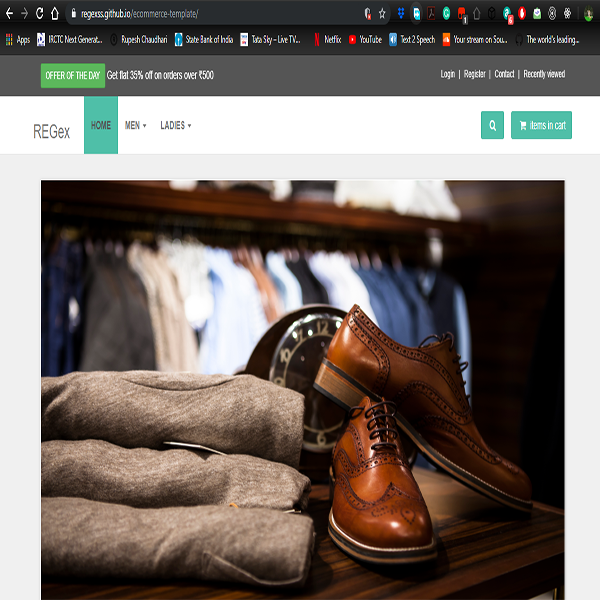 regexss.github.io/ecommerce-template/
Apps IRCTC Next Generat... Rupesh Chaudhari State Bank of India Tata Sky – Live TV... Netflix YouTube Text 2 Speech Your stream on Sou... The world's leading...
OFFER OF THE DAY Get flat 35% off on orders over ₹500 Login | Register | Contact | Recently viewed
REGex HOME MEN LADIES items in cart